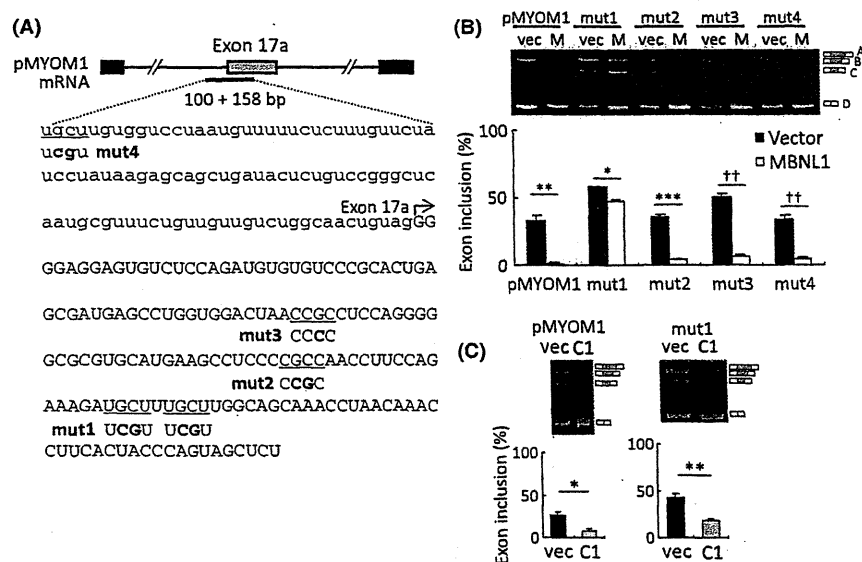 (A)
Exon 17a
pMYOM1
mRNA
100 + 158 bp
ugcuugugguccuaauguuuuucucuuuguucua
ucgu mut4
uccuauaagagcagcugauacucuguccgggcuc
Exon 17a
aaugcguuucuguuguugucuggcaacuguagGG
GGAGGAGUGUCUCCAGAUGUGUGUCCCGCACUGA
GCGAUGAGCCUGGUGGACUAACCGCCUCCAGGGG
mut3 CCCC
GCGCGUGCAUGAAGCCUCCCCGCCAACCUUCCAG
mut2 CCGC
AAAGAUGCUUUGCUUGGCAGCAAACCUAACAAAC
mut1 UCGU UCGU
CUUCACUACCCAGUAGCUCU
(B)
pMYOM1 mut1 mut2 mut3 mut4
vec M vec M vec M vec M vec M
A
B
C
D
Exon inclusion (%)
100
50
0
Vector
MBNL1
** * *** †† ††
pMYOM1 mut1 mut2 mut3 mut4
(C)
pMYOM1 mut1
vec C1 vec C1
Exon inclusion (%)
100 100
50 50
0 0
* **
vec C1 vec C1